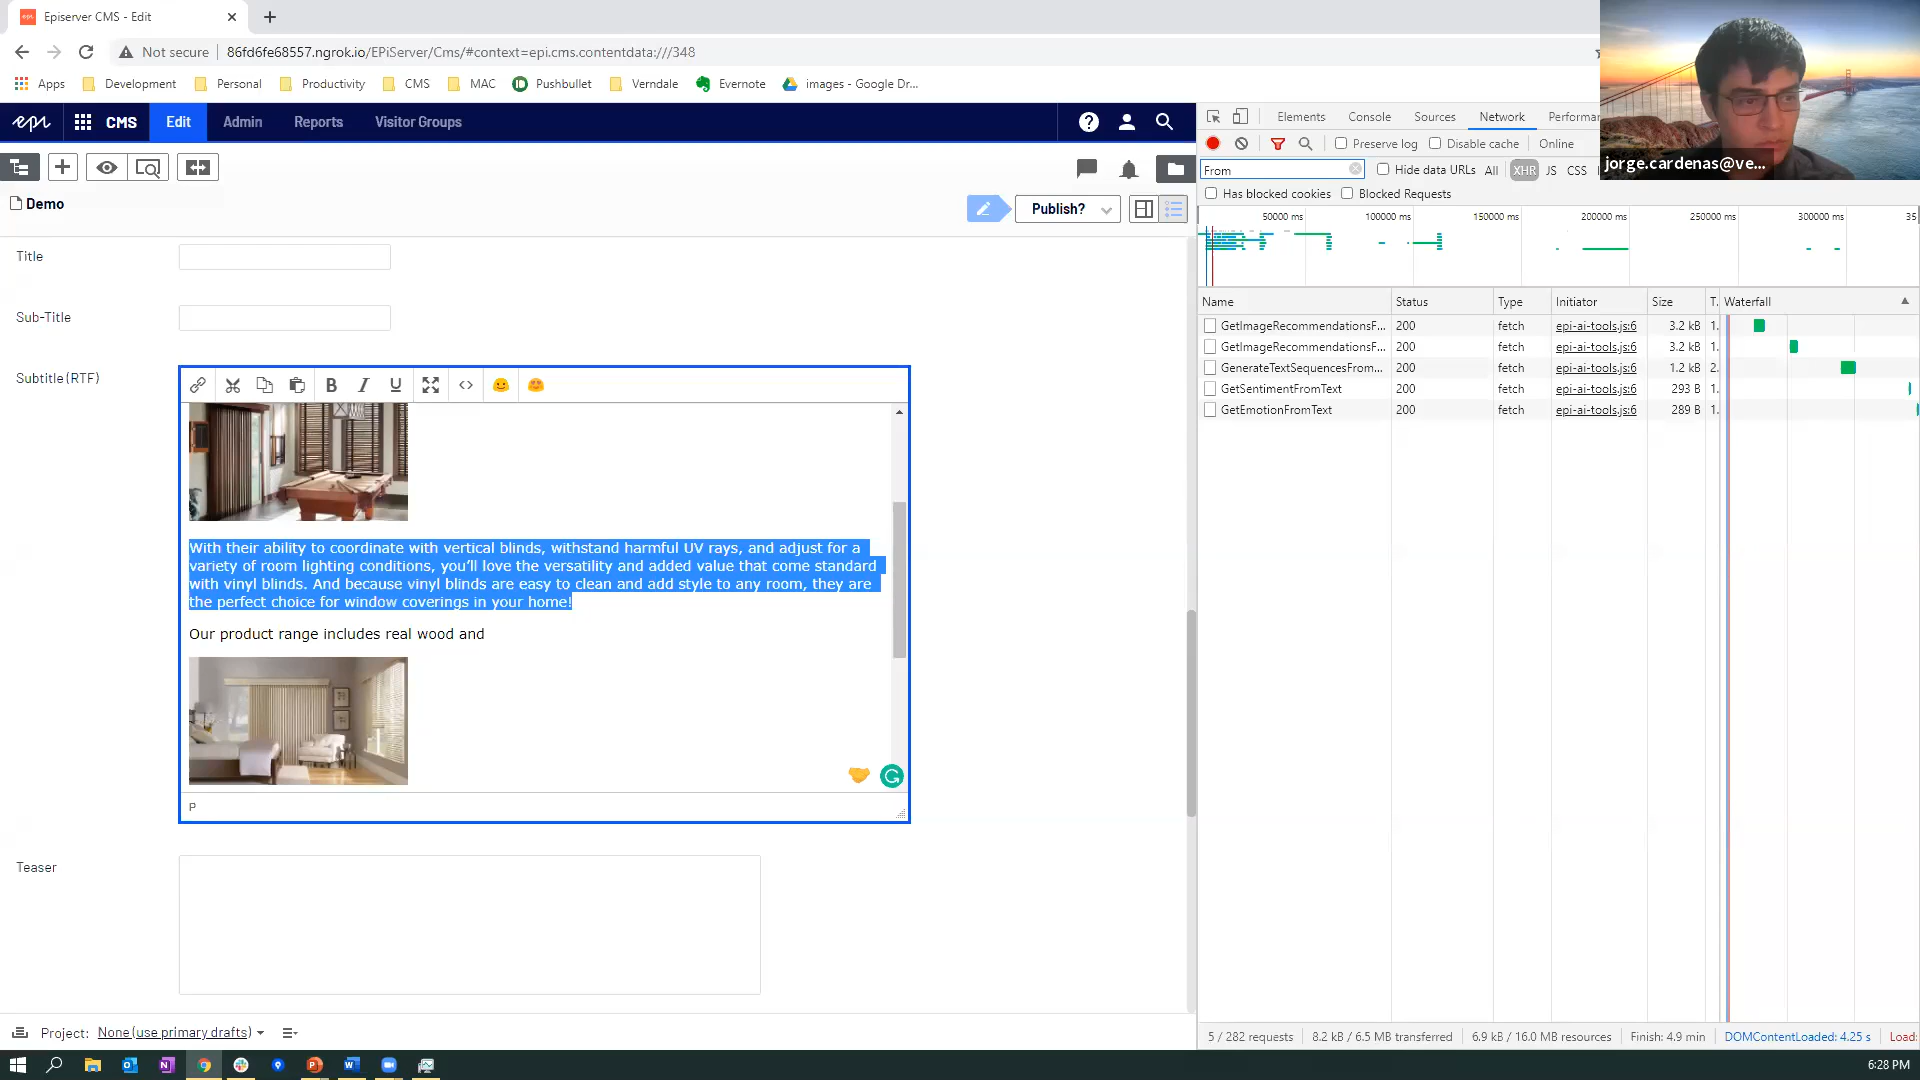 Episerver CMS - Edit
Not secure
86fd6fe68557.ngrok.io/EPiServer/Cms/#context=epi.cms.contentdata:///348
Apps Development Personal Productivity CMS MAC Pushbullet Verndale Evernote images - Google Dr...
epi CMS Edit Admin Reports Visitor Groups
Demo
Publish?
Title
Sub-Title
Subtitle (RTF)
B I U
With their ability to coordinate with vertical blinds, withstand harmful UV rays, and adjust for a
variety of room lighting conditions, you’ll love the versatility and added value that come standard
with vinyl blinds. And because vinyl blinds are easy to clean and add style to any room, they are
the perfect choice for window coverings in your home!
Our product range includes real wood and
P
Teaser
Project: None (use primary drafts)
Elements Console Sources Network Performan
Preserve log Disable cache Online
From Hide data URLs All XHR JS CSS
Has blocked cookies Blocked Requests
50000 ms 100000 ms 150000 ms 200000 ms 250000 ms 300000 ms 35
Name Status Type Initiator Size T. Waterfall
GetImageRecommendationsF... 200 fetch epi-ai-tools.js:6 3.2 kB 1.
GetImageRecommendationsF... 200 fetch epi-ai-tools.js:6 3.2 kB 1.
GenerateTextSequencesFrom... 200 fetch epi-ai-tools.js:6 1.2 kB 2.
GetSentimentFromText 200 fetch epi-ai-tools.js:6 293 B 1.
GetEmotionFromText 200 fetch epi-ai-tools.js:6 289 B 1.
5 / 282 requests 8.2 kB / 6.5 MB transferred 6.9 kB / 16.0 MB resources Finish: 4.9 min DOMContentLoaded: 4.25 s Load:
jorge.cardenas@ve...
6:28 PM